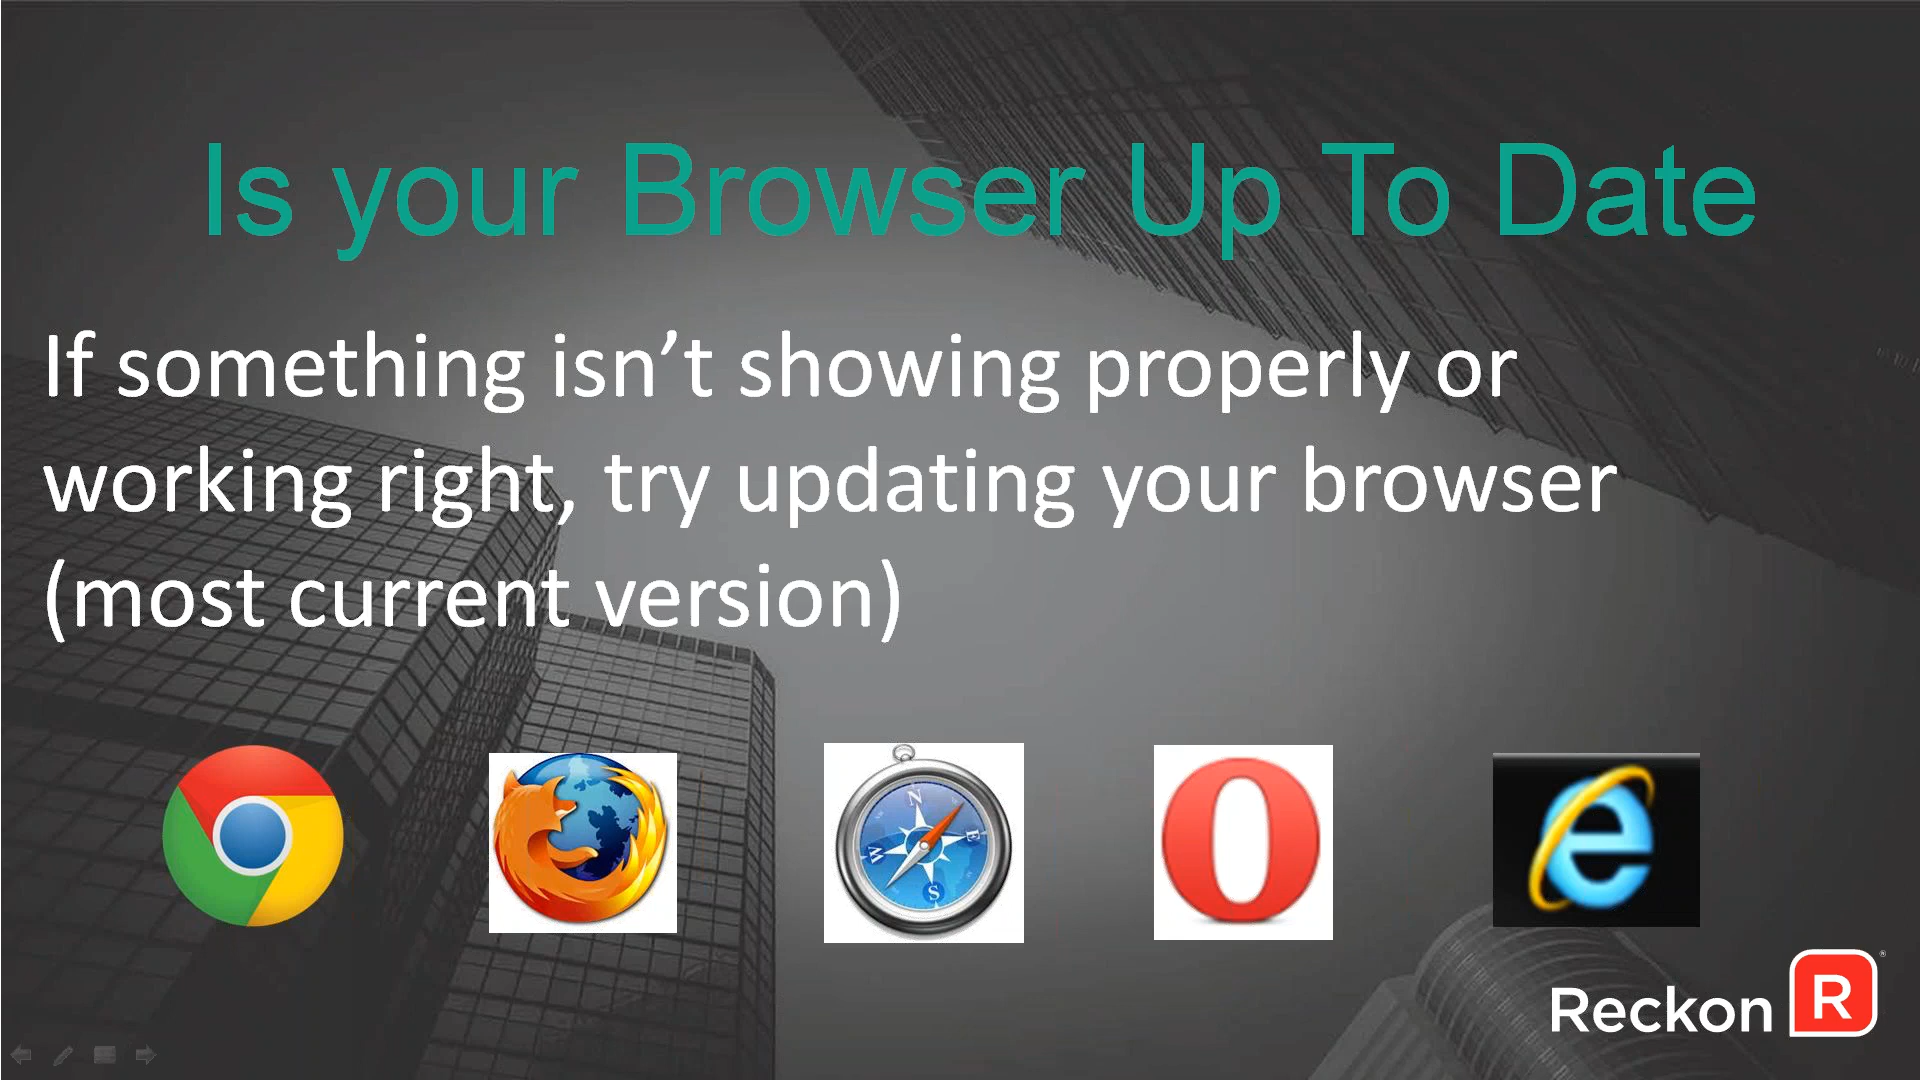 Is your Browser Up To Date
If something isn’t showing properly or
working right, try updating your browser
(most current version)
N
E
S
W
Reckon R®